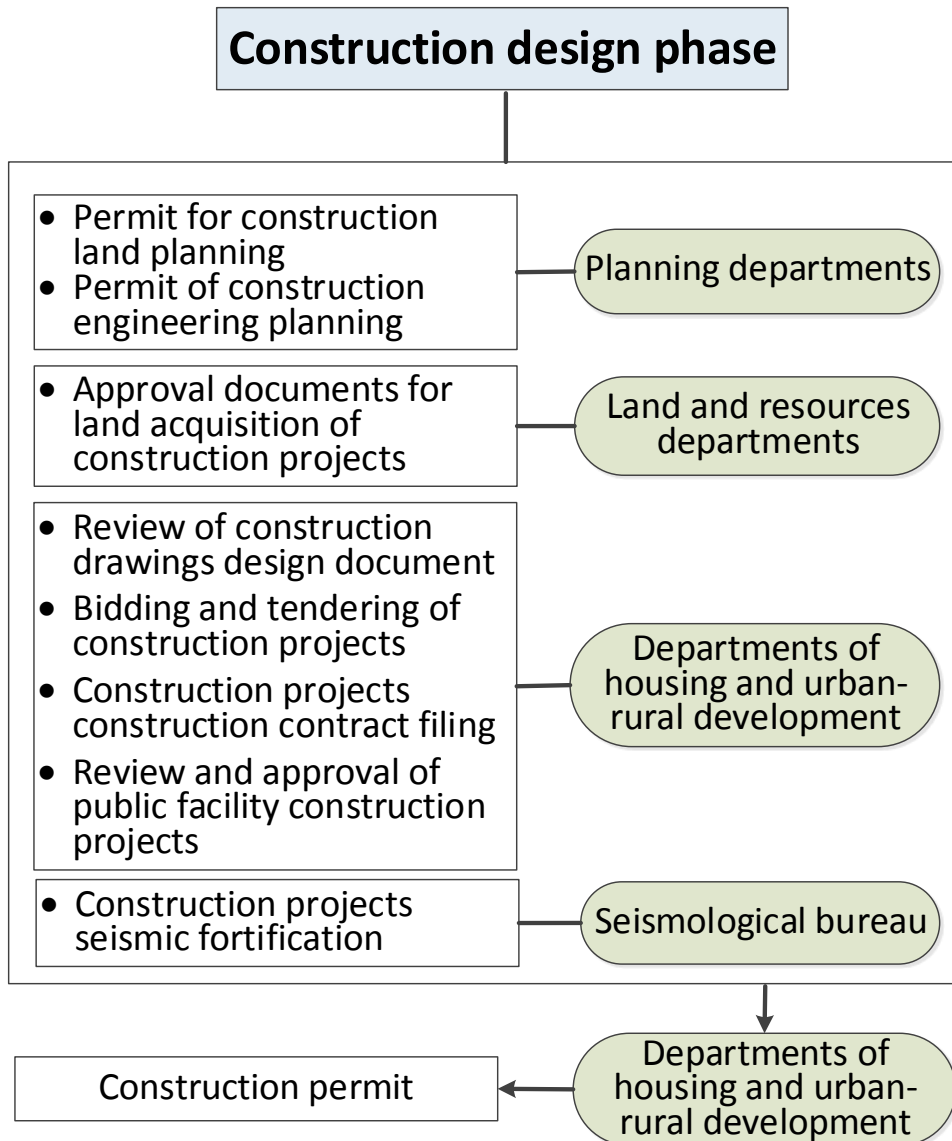 Construction design phase
• Permit for construction
land planning
• Permit of construction
engineering planning
Planning departments
• Approval documents for
land acquisition of
construction projects
Land and resources
departments
• Review of construction
drawings design document
• Bidding and tendering of
construction projects
• Construction projects
construction contract filing
• Review and approval of
public facility construction
projects
Departments of
housing and urban-
rural development
• Construction projects
seismic fortification
Seismological bureau
Departments of
housing and urban-
rural development
Construction permit